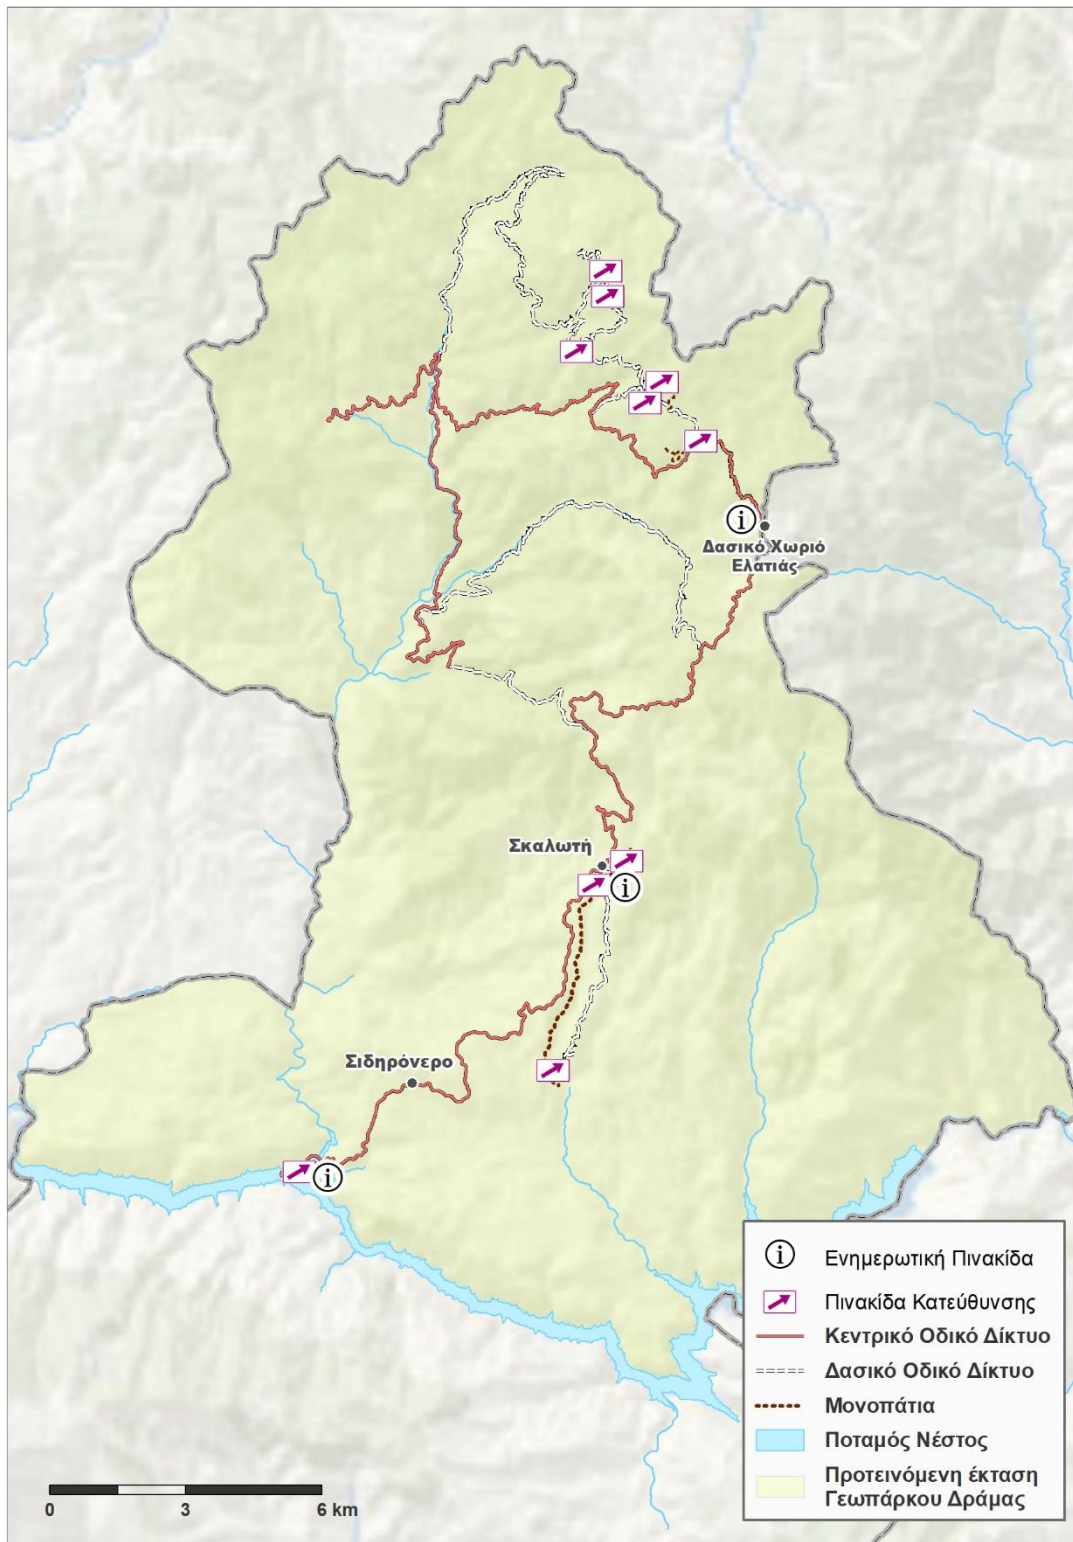 Δασικό Χωριό
Ελατιάς
Σκαλωτή
Σιδηρόνερο
i Ενημερωτική Πινακίδα
Πινακίδα Κατεύθυνσης
Κεντρικό Οδικό Δίκτυο
Δασικό Οδικό Δίκτυο
Μονοπάτια
Ποταμός Νέστος
Προτεινόμενη έκταση
Γεωπάρκου Δράμας
0 3 6 km